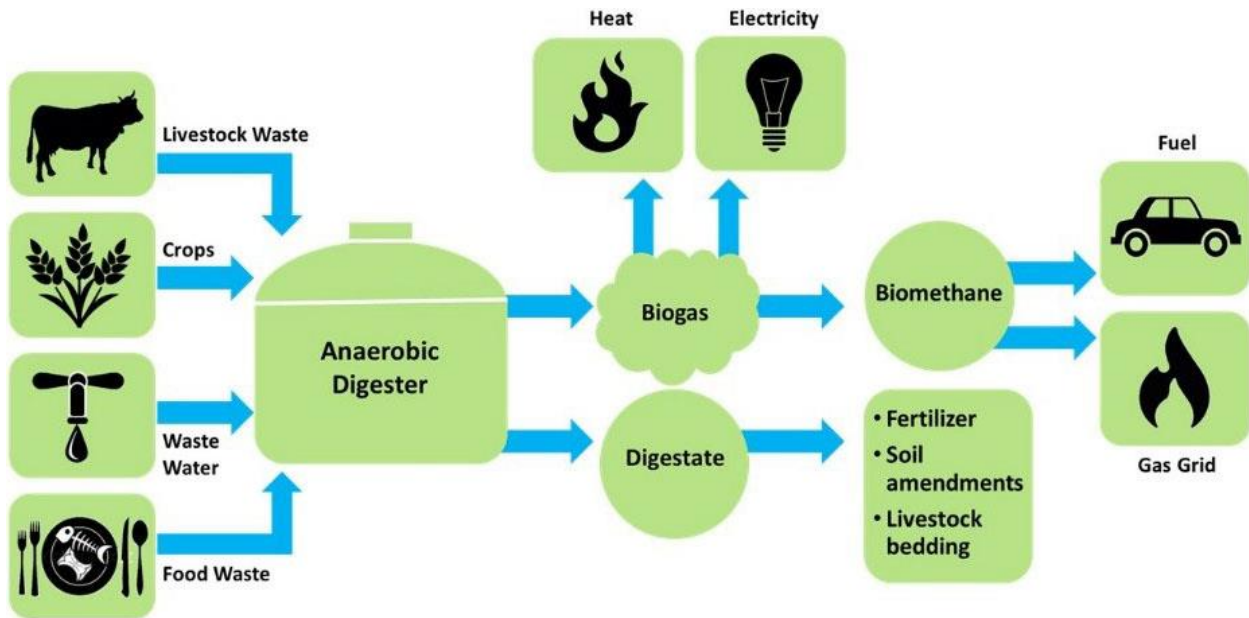 Heat
Electricity
Livestock Waste
Crops
Waste
Water
Food Waste
Anaerobic
Digester
Biogas
Digestate
Biomethane
• Fertilizer
• Soil
amendments
• Livestock
bedding
Fuel
Gas Grid